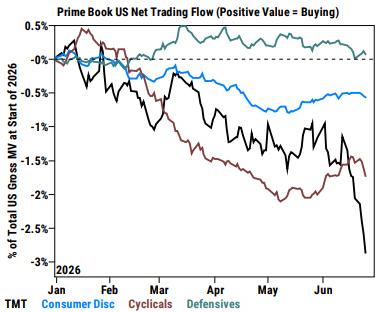 Prime Book US Net Trading Flow (Positive Value = Buying)
% of Total US Gross MV at Start of 2026
0.5%
-0%
-0.5%
-1%
-1.5%
-2%
-2.5%
-3%
2026
Jan Feb Mar Apr May Jun
TMT Consumer Disc Cyclicals Defensives